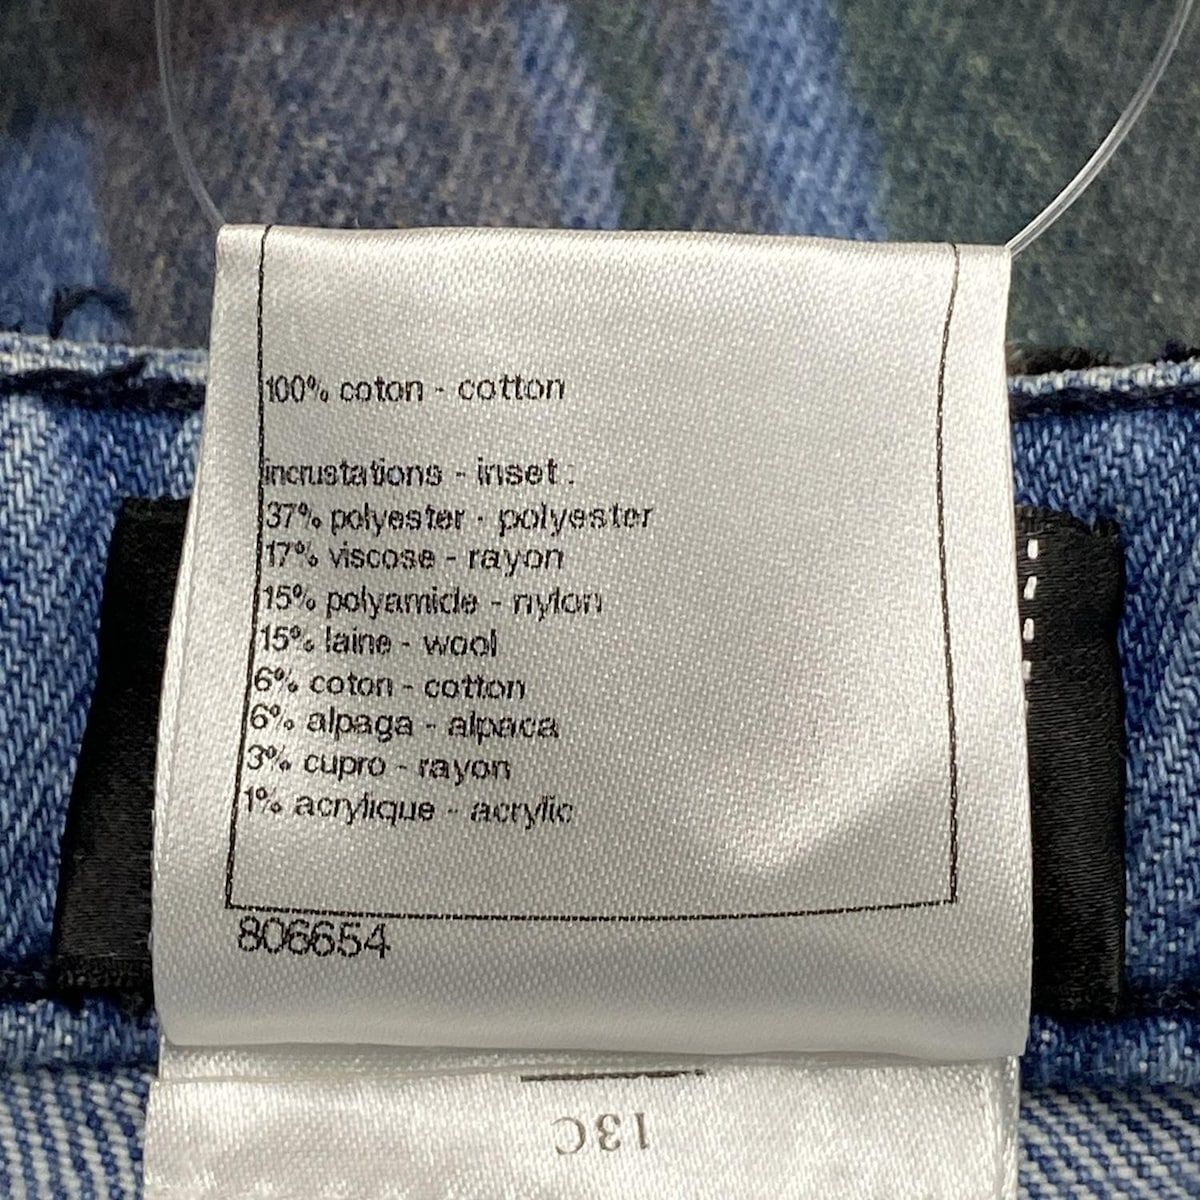 100% coton - cotton
incrustations - inset :
37% polyester - polyester
17% viscose - rayon
15% polyamide - nylon
15% laine - wool
6% coton - cotton
6% alpaga - alpaca
3% cupro - rayon
1% acrylique - acrylic
806654
13C